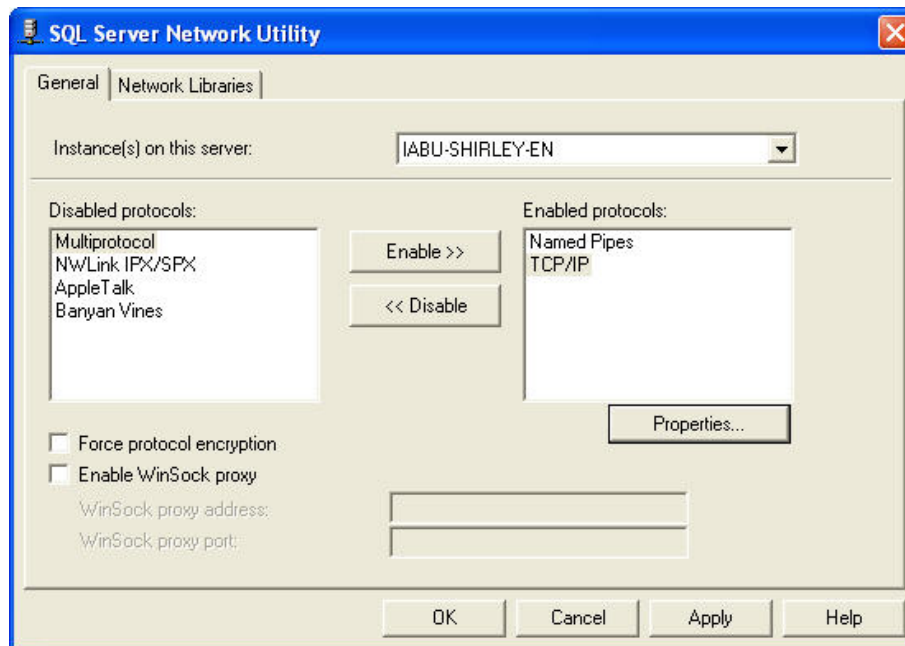 SQL Server Network Utility
General
Network Libraries
Instance(s) on this server:
IABU-SHIRLEY-EN
Disabled protocols:
Multiprotocol
NWLink IPX/SPX
AppleTalk
Banyan Vines
Enable >>
<< Disable
Enabled protocols:
Named Pipes
TCP/IP
Properties...
Force protocol encryption
Enable WinSock proxy
WinSock proxy address:
WinSock proxy port:
OK
Cancel
Apply
Help